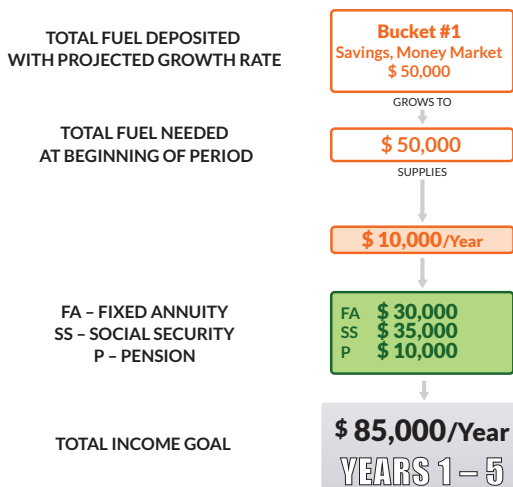 TOTAL FUEL DEPOSITED
WITH PROJECTED GROWTH RATE
Bucket #1
Savings, Money Market
$ 50,000
GROWS TO
TOTAL FUEL NEEDED
AT BEGINNING OF PERIOD
$ 50,000
SUPPLIES
$ 10,000/Year
FA – FIXED ANNUITY
SS – SOCIAL SECURITY
P – PENSION
FA $ 30,000
SS $ 35,000
P $ 10,000
TOTAL INCOME GOAL
$ 85,000/Year
YEARS 1 – 5